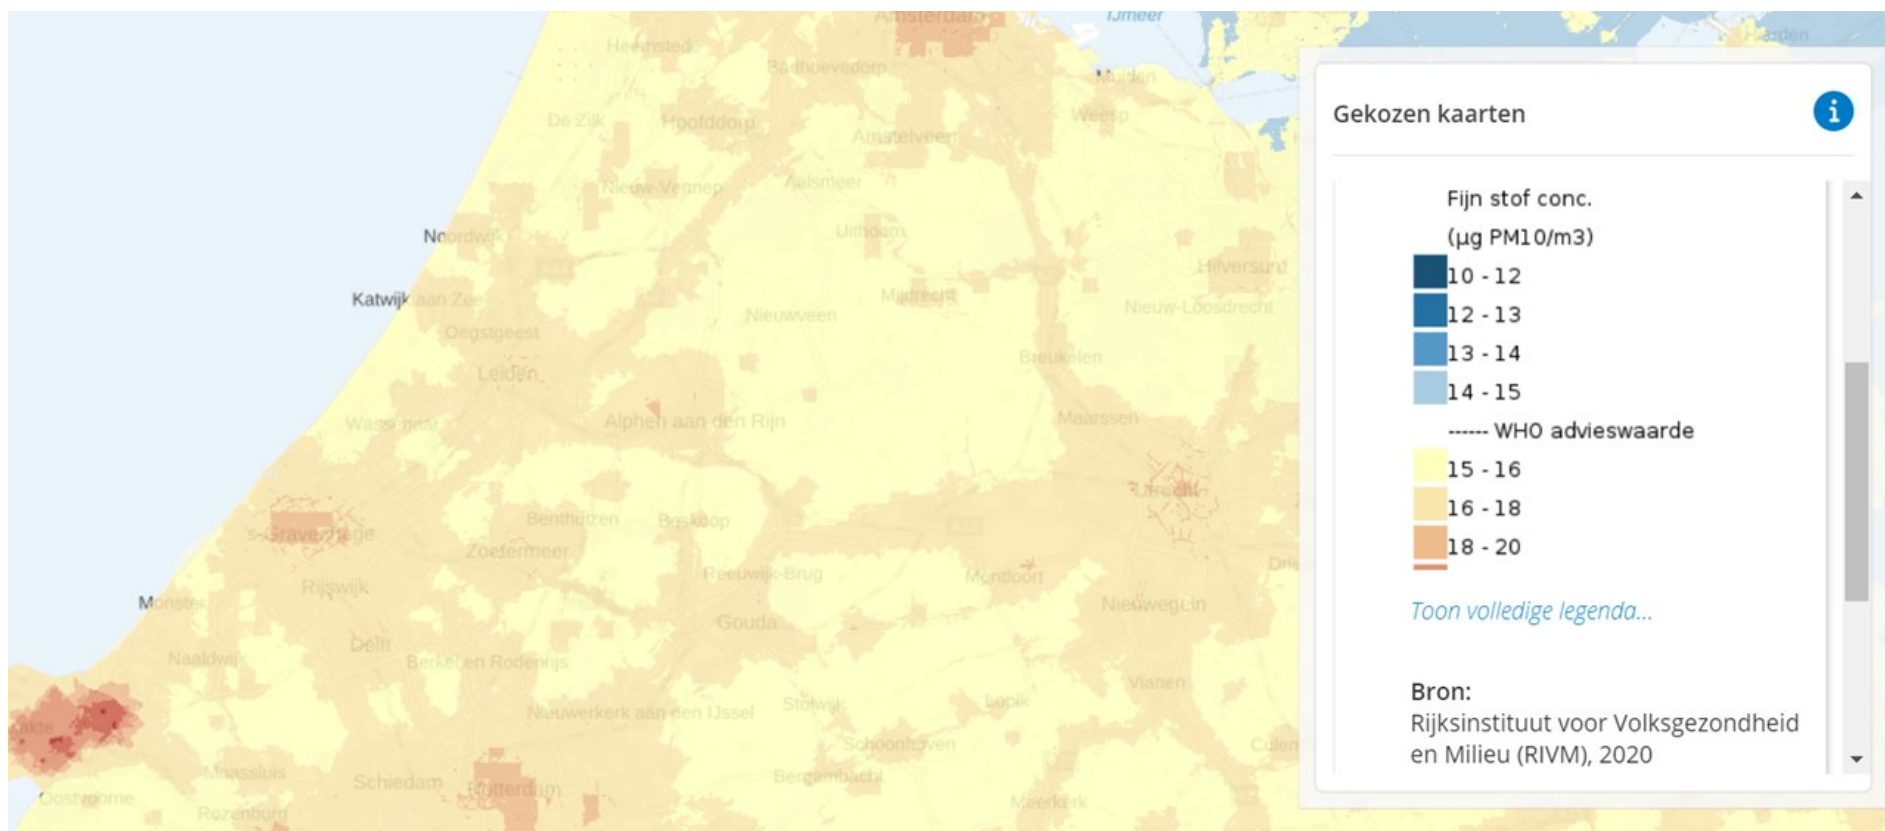 Amsterdam
IJmeer
Heemstede
Harden
Badhoevedorp
Muiden
De Zilk
Hoofddorp
Weesp
Amstelveen
Nieuw-Vennep
Aalsmeer
Noordwijk
Uithoorn
Hilversum
Katwijk aan Zee
Mijdrecht
Nieuw-Loosdrecht
Nieuwveen
Oegstgeest
Breukelen
Leiden
Wassenaar
Alphen aan den Rijn
Maarssen
Utrecht
Benthuizen
Boskoop
's-Gravenhage
Zoetermeer
Reeuwijk-Brug
Montfoort
Drie
Rijswijk
Monster
Nieuwegein
Gouda
Delft
Naaldwijk
Berkel en Rodenrijs
Vianen
Stolwijk
Lopik
Nieuwerkerk aan den IJssel
Schoonhoven
Culem
Maassluis
Schiedam
Rotterdam
Bergambacht
Oostvoorne
Rozenburg
Meerkerk
Gekozen kaarten
i
Fijn stof conc.
(µg PM10/m3)
10 - 12
12 - 13
13 - 14
14 - 15
------ WHO advieswaarde
15 - 16
16 - 18
18 - 20
Toon volledige legenda...
Bron:
Rijksinstituut voor Volksgezondheid
en Milieu (RIVM), 2020